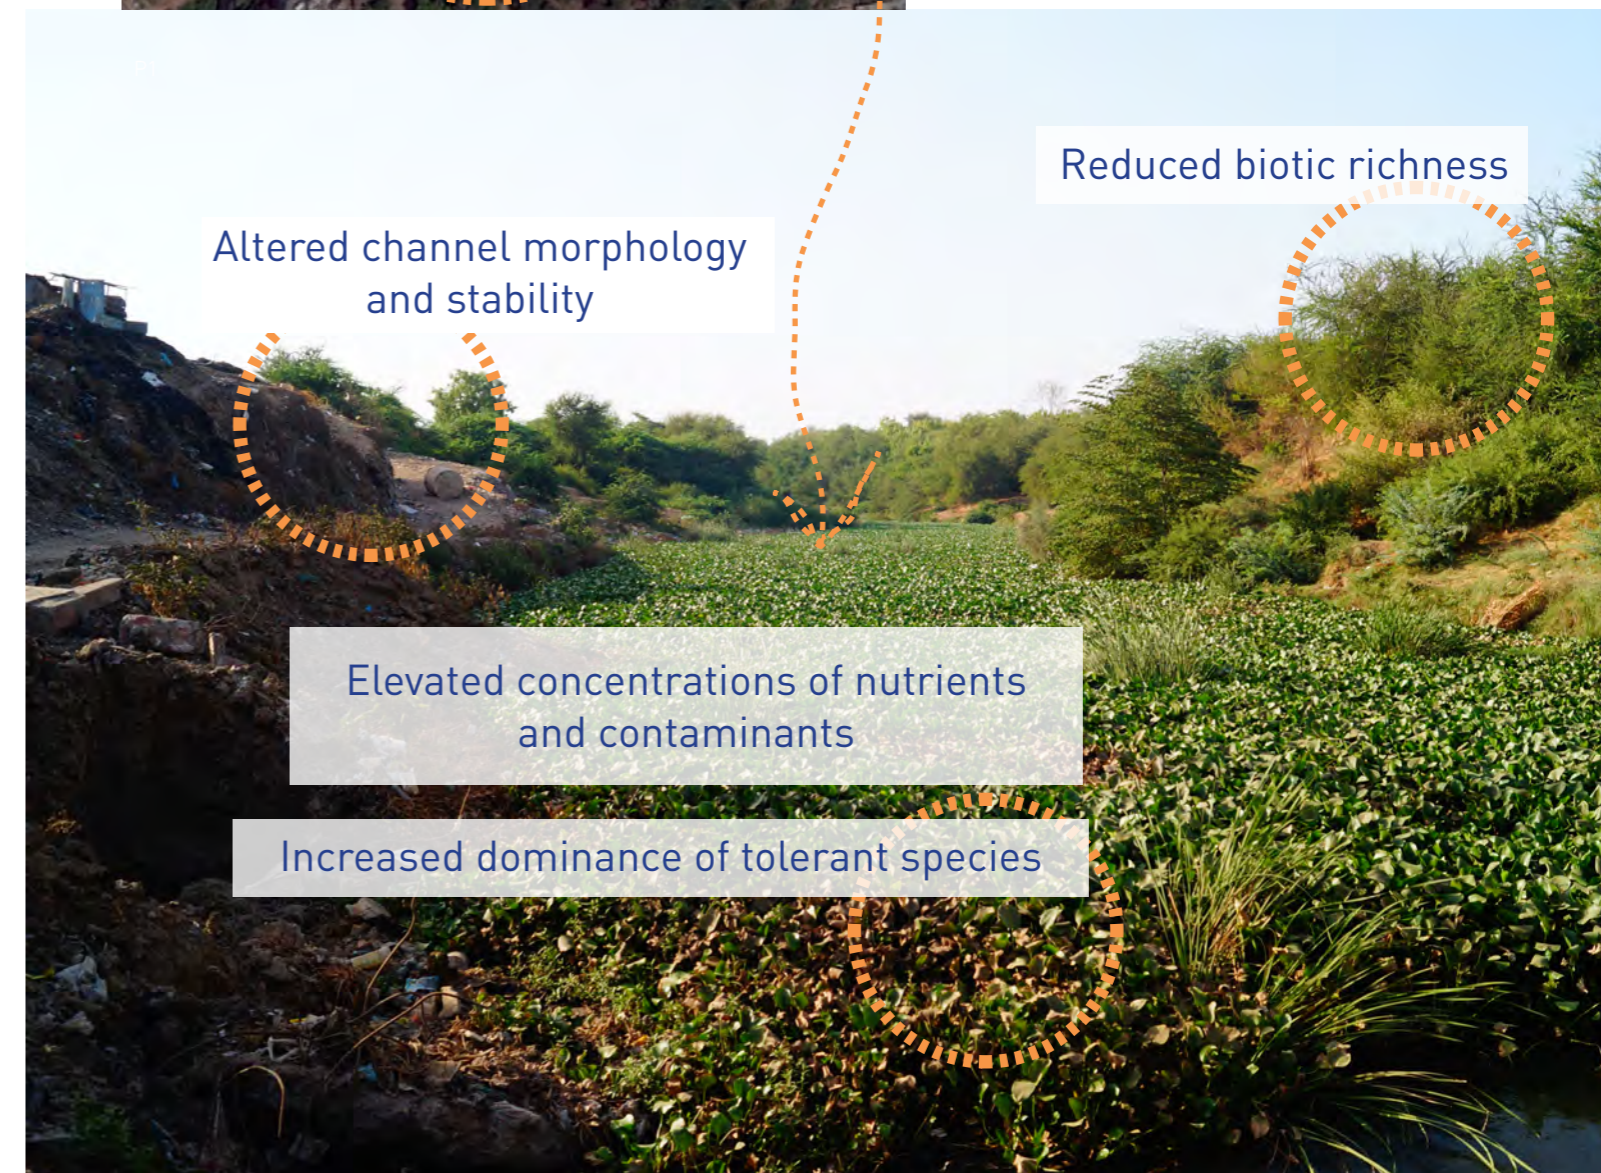 Reduced biotic richness
Altered channel morphology
and stability
Elevated concentrations of nutrients
and contaminants
Increased dominance of tolerant species